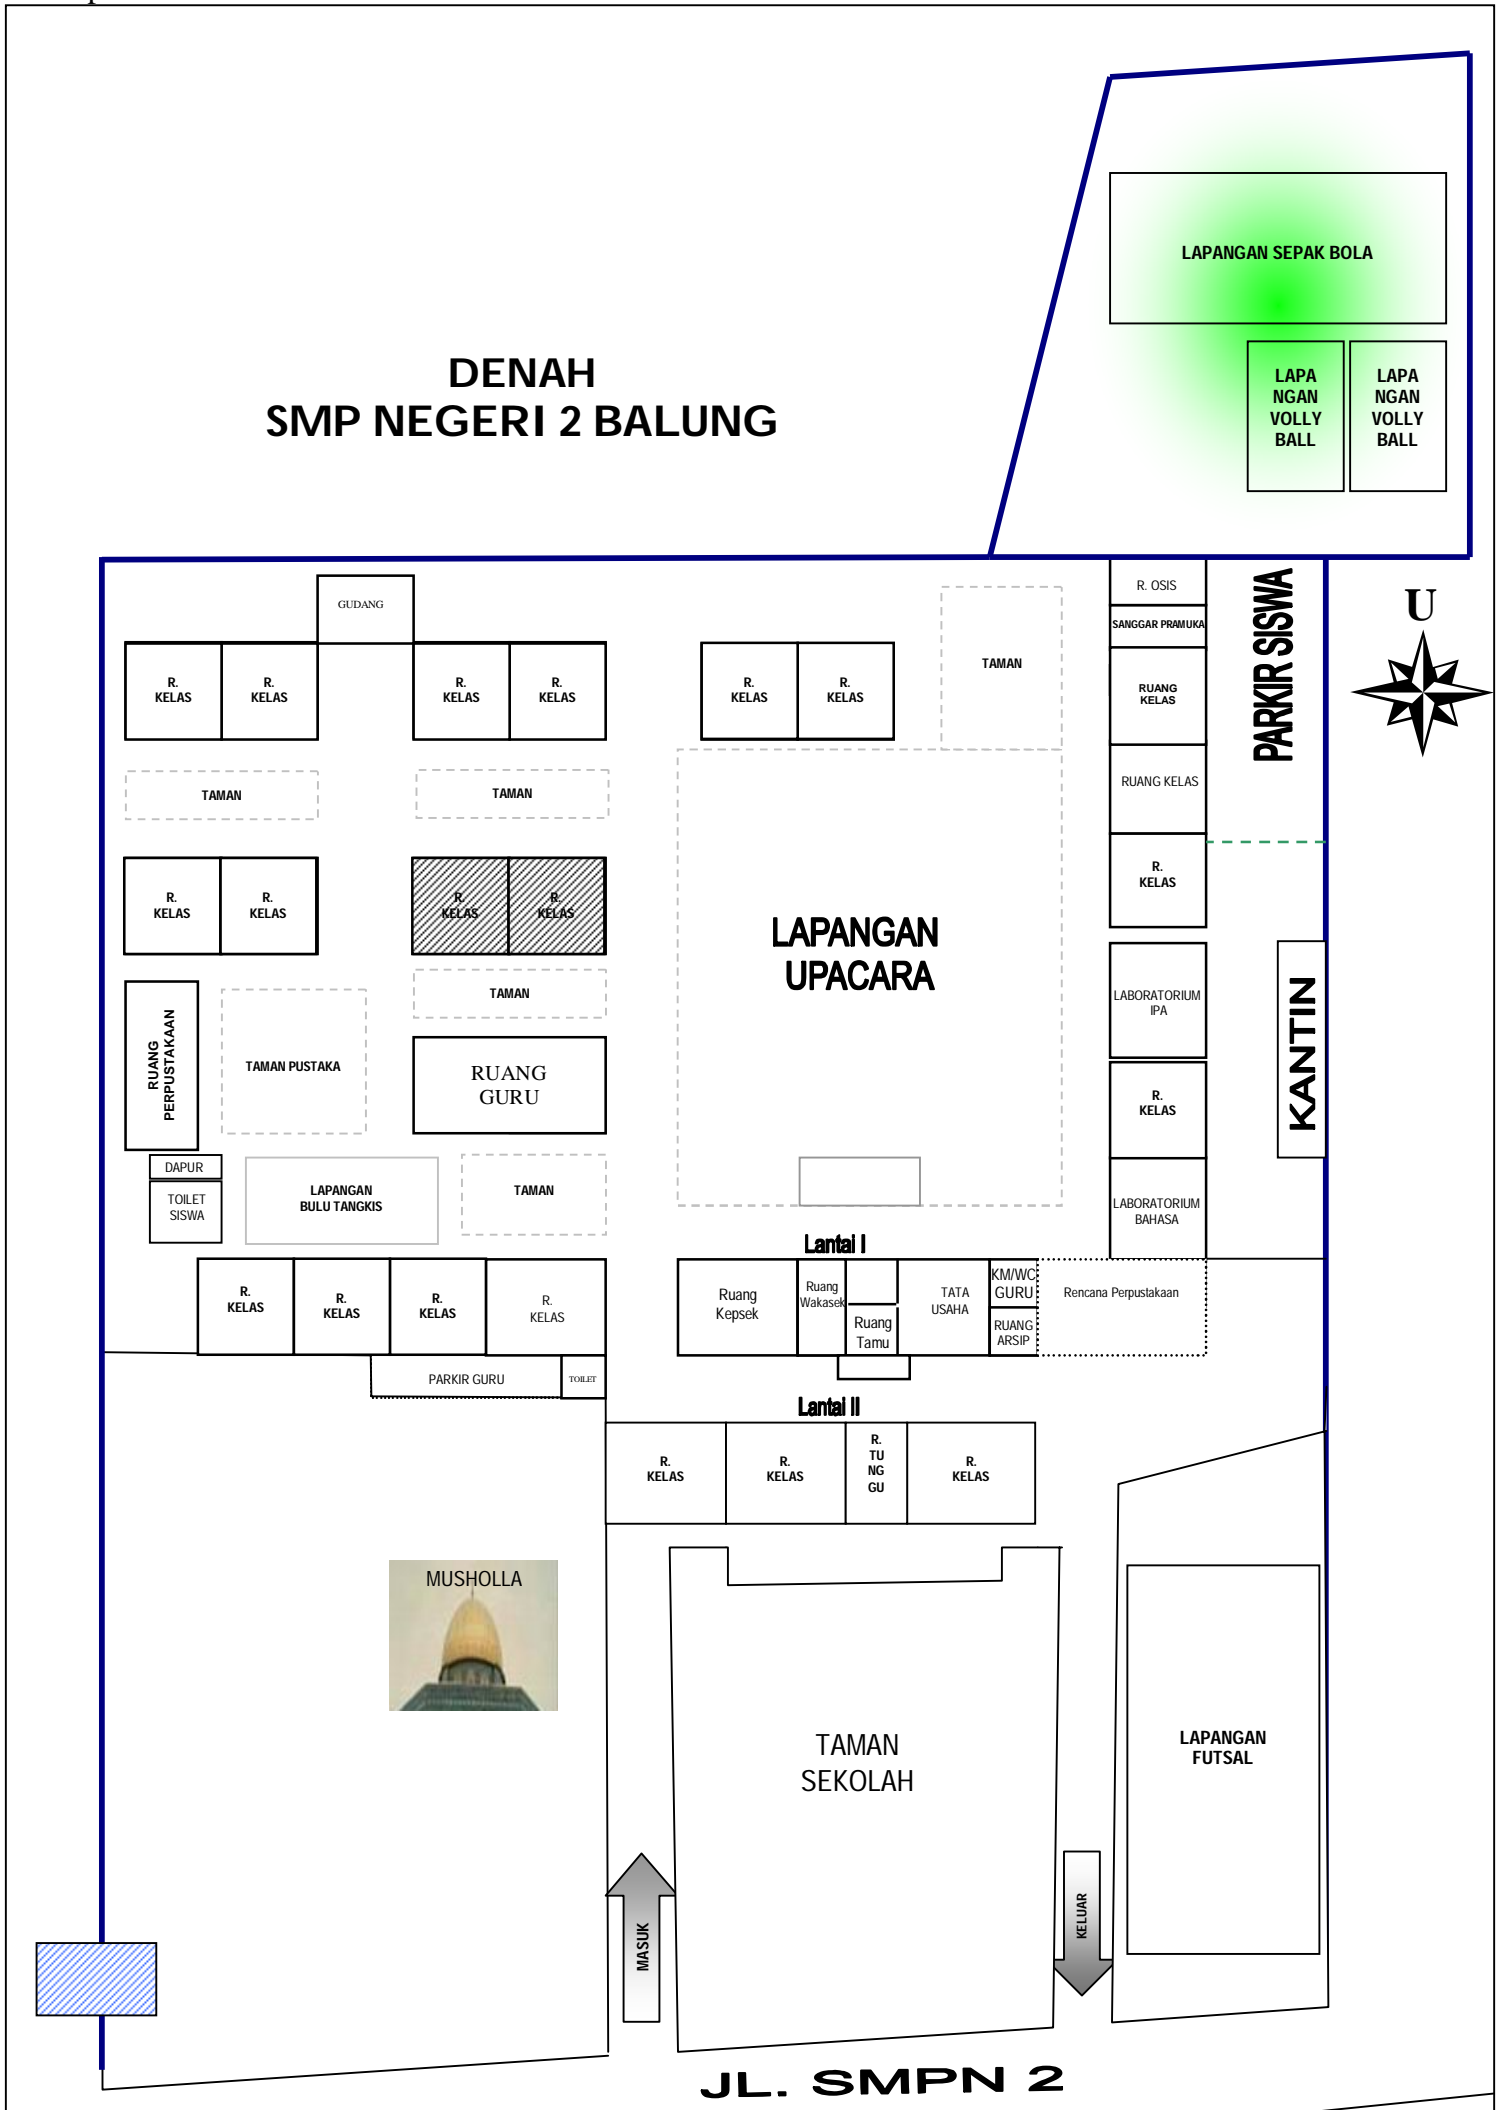 LAPANGAN SEPAK BOLA
LAPA
NGAN
VOLLY
BALL
LAPA
NGAN
VOLLY
BALL
DENAH
SMP NEGERI 2 BALUNG
U
PARKIR SISWA
R. OSIS
SANGGAR PRAMUKA
RUANG
KELAS
RUANG KELAS
R.
KELAS
GUDANG
R.
KELAS
R.
KELAS
R.
KELAS
R.
KELAS
R.
KELAS
R.
KELAS
TAMAN
TAMAN
TAMAN
R.
KELAS
R.
KELAS
R.
KELAS
R.
KELAS
LAPANGAN
UPACARA
TAMAN
RUANG
PERPUSTAKAAN
TAMAN PUSTAKA
RUANG
GURU
LABORATORIUM
IPA
KANTIN
R.
KELAS
DAPUR
TOILET
SISWA
LAPANGAN
BULU TANGKIS
TAMAN
LABORATORIUM
BAHASA
Lantai I
R.
KELAS
R.
KELAS
R.
KELAS
R.
KELAS
Ruang
Kepsek
Ruang
Wakasek
Ruang
Tamu
TATA
USAHA
KM/WC
GURU
RUANG
ARSIP
Rencana Perpustakaan
PARKIR GURU
TOILET
Lantai II
R.
KELAS
R.
KELAS
R.
TU
NG
GU
R.
KELAS
MUSHOLLA
TAMAN
SEKOLAH
LAPANGAN
FUTSAL
MASUK
KELUAR
JL. SMPN 2